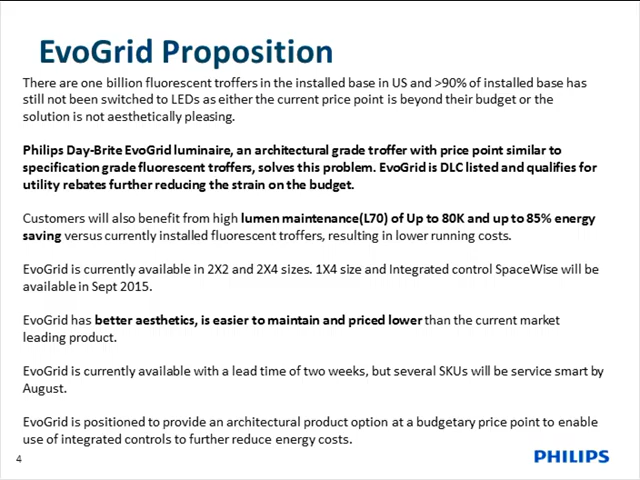 EvoGrid Proposition
There are one billion fluorescent troffers in the installed base in US and >90% of installed base has
still not been switched to LEDs as either the current price point is beyond their budget or the
solution is not aesthetically pleasing.
Philips Day-Brite EvoGrid luminaire, an architectural grade troffer with price point similar to
specification grade fluorescent troffers, solves this problem. EvoGrid is DLC listed and qualifies for
utility rebates further reducing the strain on the budget.
Customers will also benefit from high lumen maintenance(L70) of Up to 80K and up to 85% energy
saving versus currently installed fluorescent troffers, resulting in lower running costs.
EvoGrid is currently available in 2X2 and 2X4 sizes. 1X4 size and Integrated control SpaceWise will be
available in Sept 2015.
EvoGrid has better aesthetics, is easier to maintain and priced lower than the current market
leading product.
EvoGrid is currently available with a lead time of two weeks, but several SKUs will be service smart by
August.
EvoGrid is positioned to provide an architectural product option at a budgetary price point to enable
use of integrated controls to further reduce energy costs.
4
PHILIPS